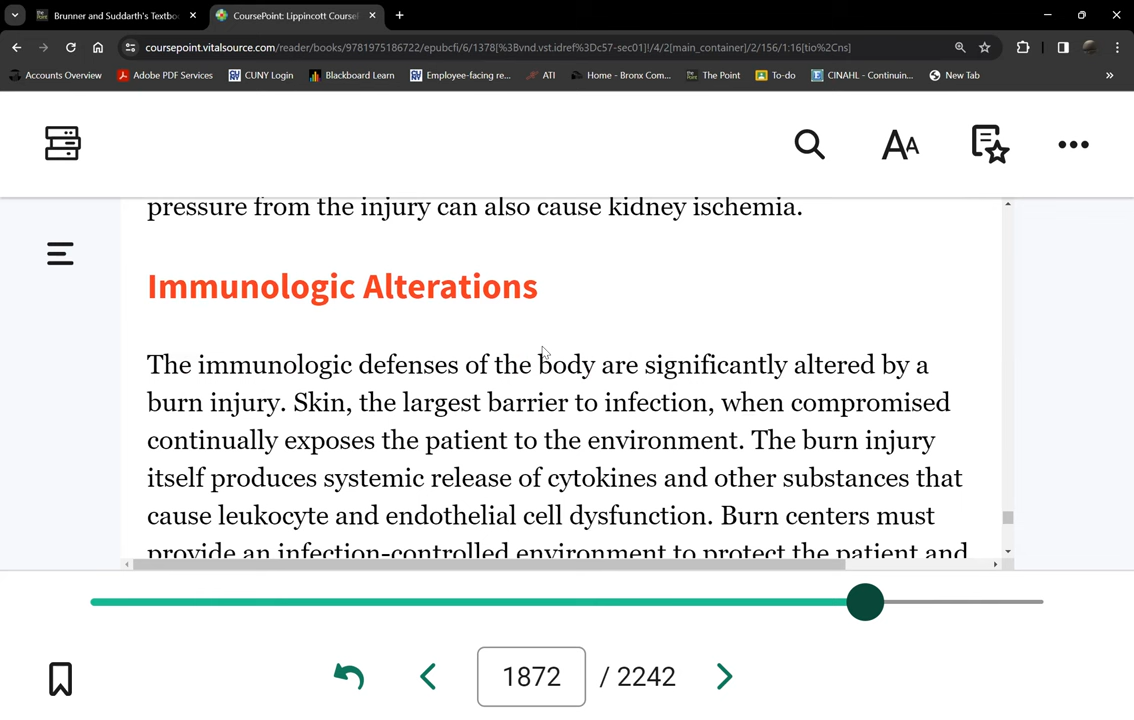 Brunner and Suddarth's Textbo
CoursePoint: Lippincott Course
coursepoint.vitalsource.com/reader/books/9781975186722/epubcfi/6/1378[%3Bvnd.vst.idref%3Dc57-sec01]!/4/2[main_container]/2/156/1:16[tio%2Cns]
Accounts Overview
Adobe PDF Services
CUNY Login
Blackboard Learn
Employee-facing re...
ATI
Home - Bronx Com...
The Point
To-do
CINAHL - Continuin...
New Tab
AA
pressure from the injury can also cause kidney ischemia.
Immunologic Alterations
The immunologic defenses of the body are significantly altered by a
burn injury. Skin, the largest barrier to infection, when compromised
continually exposes the patient to the environment. The burn injury
itself produces systemic release of cytokines and other substances that
cause leukocyte and endothelial cell dysfunction. Burn centers must
provide an infection-controlled environment to protect the patient and
1872 / 2242